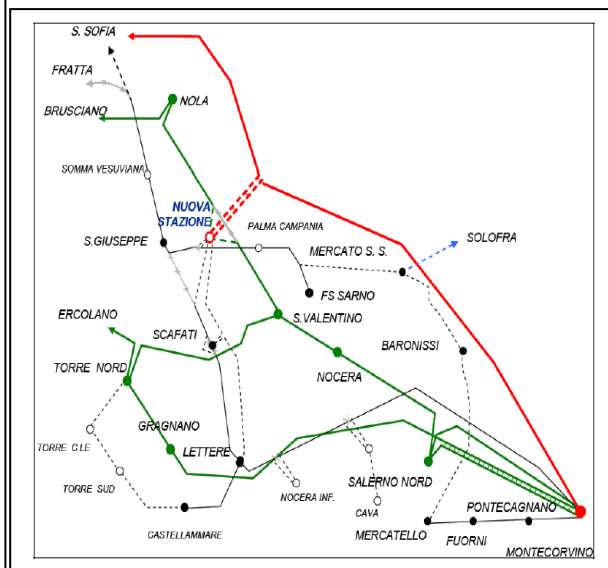 S. SOFIA
FRATTA
BRUSCIANO
NOLA
SOMMA VESUVIANA
NUOVA
STAZIONE
PALMA CAMPANIA
S.GIUSEPPE
MERCATO S. S.
SOLOFRA
FS SARNO
ERCOLANO
S.VALENTINO
SCAFATI
BARONISSI
TORRE NORD
NOCERA
GRAGNANO
TORRE C.LE
LETTERE
SALERNO NORD
TORRE SUD
NOCERA INF.
CAVA
PONTECAGNANO
CASTELLAMMARE
MERCATELLO
FUORNI
MONTECORVINO